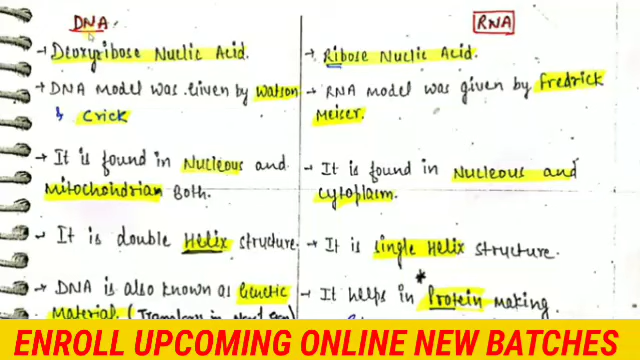 DNA
→ Deoxyribose Nuclic Acid.
→ DNA model was Given by Watson
& Crick
→ It is found in Nucleous and
Mitochondrian Both.
→ It is double Helix structure.
→ DNA is also known as Genetic
Material. (
RNA
→ Ribose Nuclic Acid.
→ RNA model was given by Fredrick
Meiser.
→ It is found in Nucleous and
cytoplasm.
→ It is single Helix structure.
*
→ It helps in Protein making
ENROLL UPCOMING ONLINE NEW BATCHES